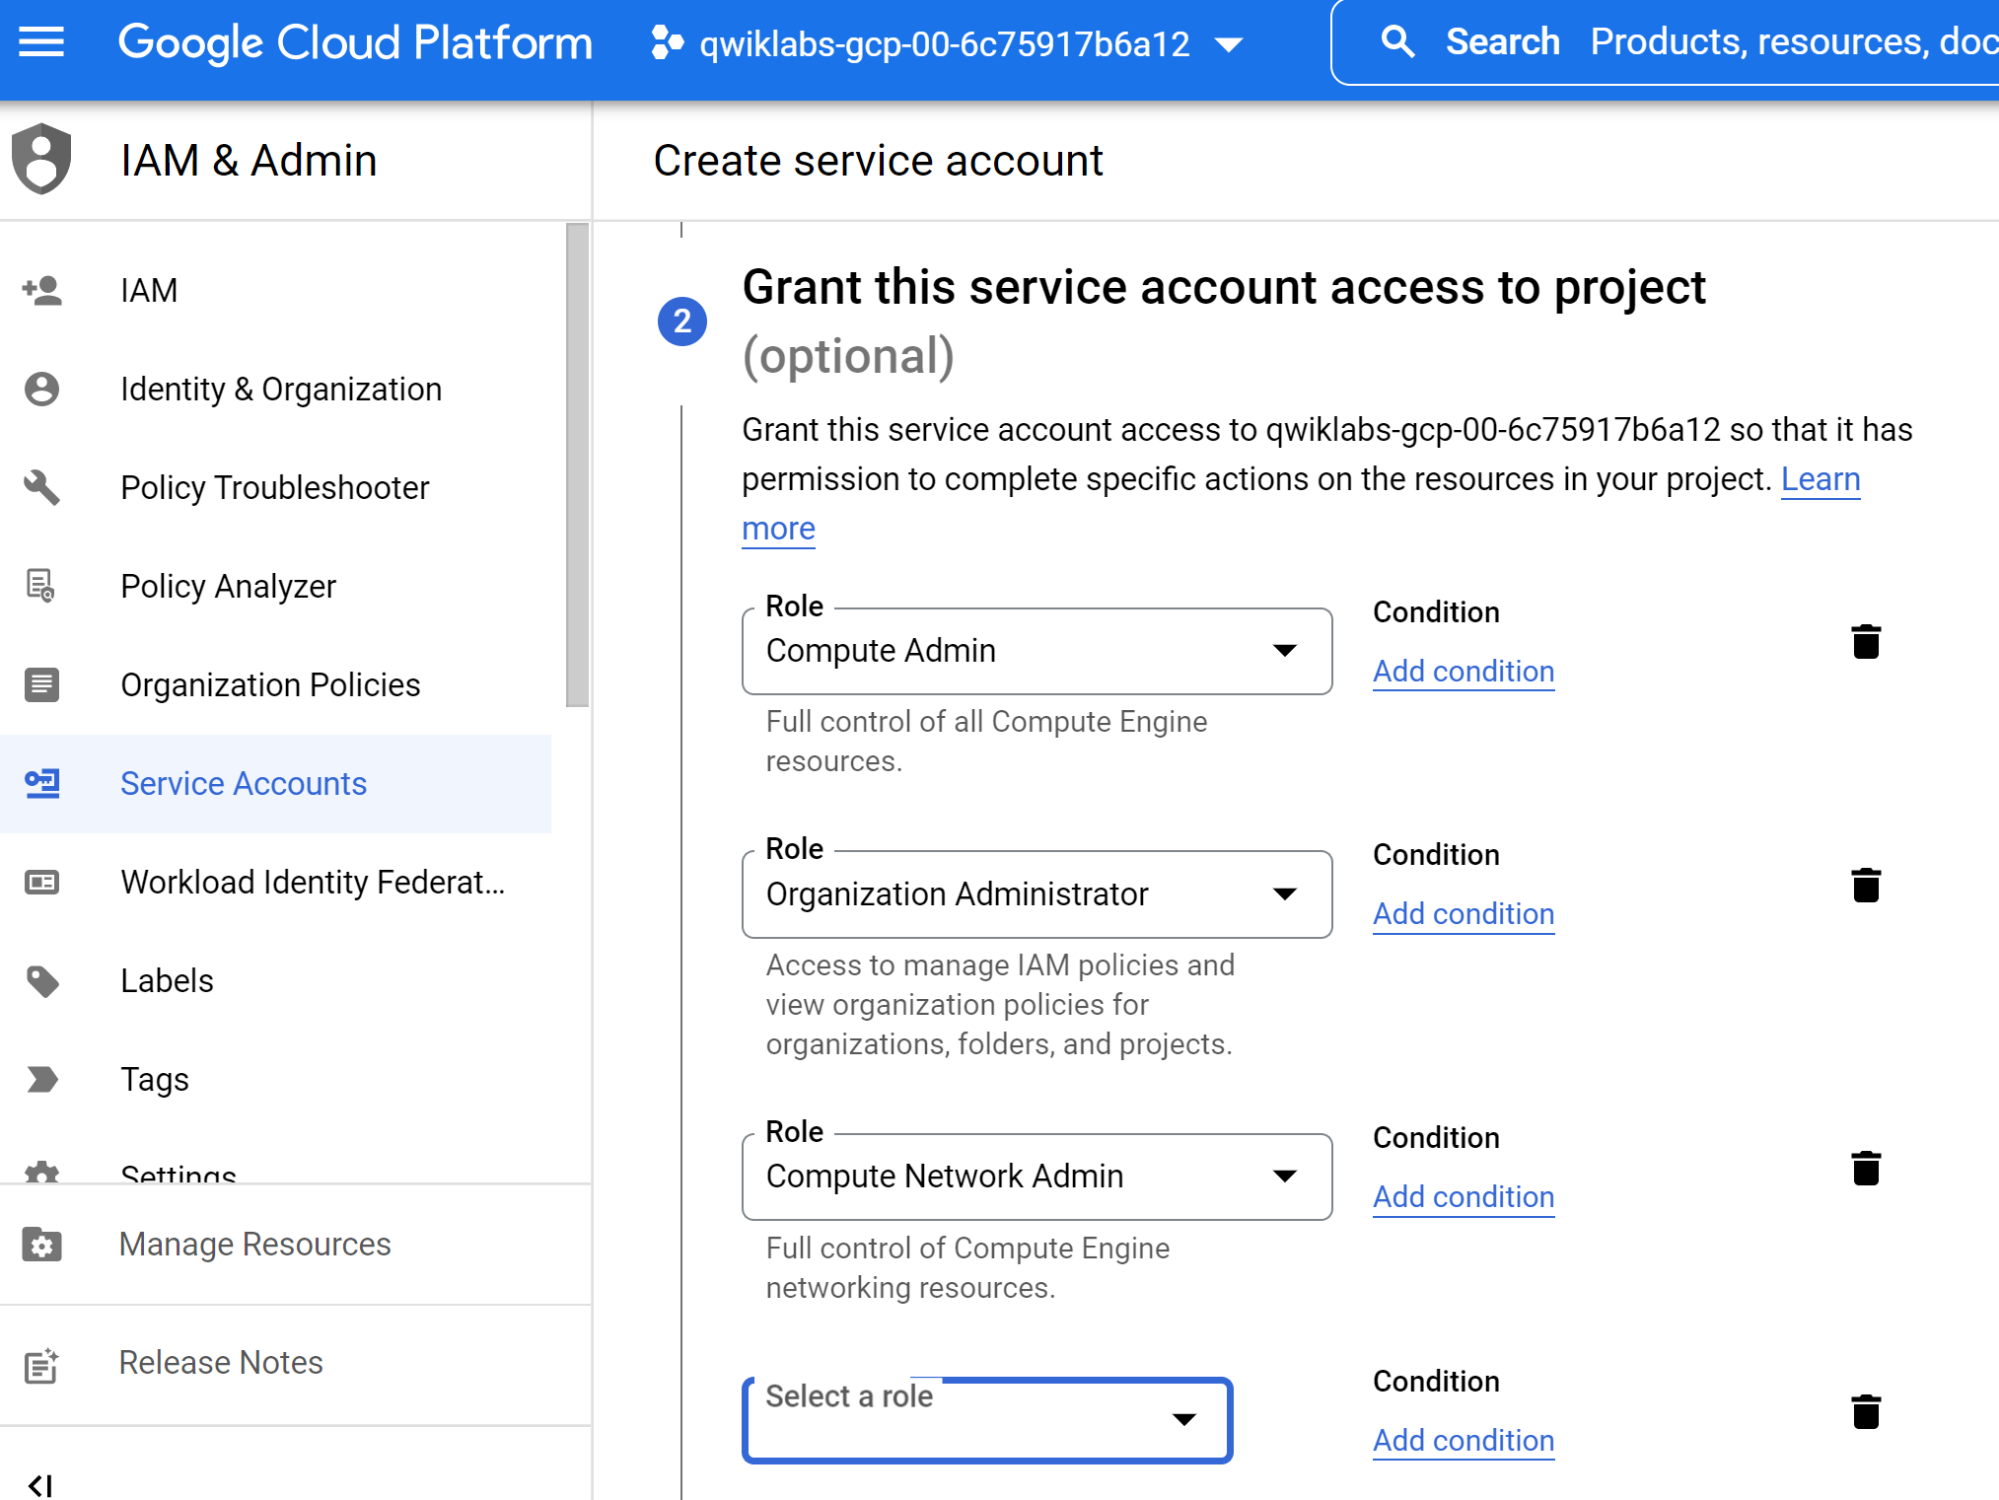 Google Cloud Platform
qwiklabs-gcp-00-6c75917b6a12
Search Products, resources, doc
IAM & Admin
Create service account
IAM
Identity & Organization
Policy Troubleshooter
Policy Analyzer
Organization Policies
Service Accounts
Workload Identity Federat...
Labels
Tags
Settings
Manage Resources
Release Notes
2
Grant this service account access to project
(optional)
Grant this service account access to qwiklabs-gcp-00-6c75917b6a12 so that it has
permission to complete specific actions on the resources in your project. Learn
more
Role
Compute Admin
Condition
Add condition
Full control of all Compute Engine
resources.
Role
Organization Administrator
Condition
Add condition
Access to manage IAM policies and
view organization policies for
organizations, folders, and projects.
Role
Compute Network Admin
Condition
Add condition
Full control of Compute Engine
networking resources.
Select a role
Condition
Add condition